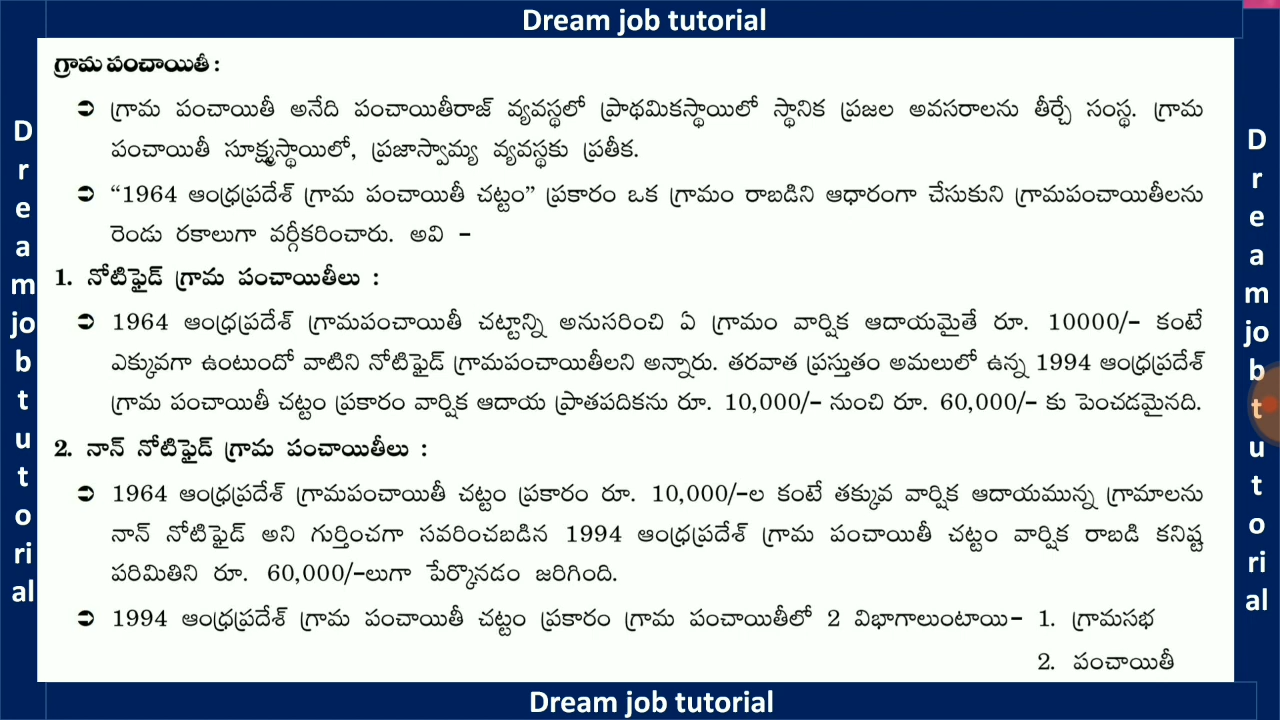 Dream job tutorial
గ్రామ పంచాయితీ :
➲ గ్రామ పంచాయితీ అనేది పంచాయితీరాజ్ వ్యవస్థలో ప్రాథమికస్థాయిలో స్థానిక ప్రజల అవసరాలను తీర్చే సంస్థ. గ్రామ
పంచాయితీ సూక్ష్మస్థాయిలో, ప్రజాస్వామ్య వ్యవస్థకు ప్రతీక.
➲ “1964 ఆంధ్రప్రదేశ్ గ్రామ పంచాయితీ చట్టం” ప్రకారం ఒక గ్రామం రాబడిని ఆధారంగా చేసుకుని గ్రామపంచాయితీలను
రెండు రకాలుగా వర్గీకరించారు. అవి -
1. నోటిఫైడ్ గ్రామ పంచాయితీలు :
➲ 1964 ఆంధ్రప్రదేశ్ గ్రామపంచాయితీ చట్టాన్ని అనుసరించి ఏ గ్రామం వార్షిక ఆదాయమైతే రూ. 10000/- కంటే
ఎక్కువగా ఉంటుందో వాటిని నోటిఫైడ్ గ్రామపంచాయితీలని అన్నారు. తరవాత ప్రస్తుతం అమలులో ఉన్న 1994 ఆంధ్రప్రదేశ్
గ్రామ పంచాయితీ చట్టం ప్రకారం వార్షిక ఆదాయ ప్రాతపదికను రూ. 10,000/- నుంచి రూ. 60,000/- కు పెంచడమైనది.
2. నాన్ నోటిఫైడ్ గ్రామ పంచాయితీలు :
➲ 1964 ఆంధ్రప్రదేశ్ గ్రామపంచాయితీ చట్టం ప్రకారం రూ. 10,000/-ల కంటే తక్కువ వార్షిక ఆదాయమున్న గ్రామాలను
నాన్ నోటిఫైడ్ అని గుర్తించగా సవరించబడిన 1994 ఆంధ్రప్రదేశ్ గ్రామ పంచాయితీ చట్టం వార్షిక రాబడి కనిష్ట
పరిమితిని రూ. 60,000/-లుగా పేర్కొనడం జరిగింది.
➲ 1994 ఆంధ్రప్రదేశ్ గ్రామ పంచాయితీ చట్టం ప్రకారం గ్రామ పంచాయితీలో 2 విభాగాలుంటాయి- 1. గ్రామసభ
2. పంచాయితీ
Dream job tutorial
Dream job tutorial
Dream job tutorial